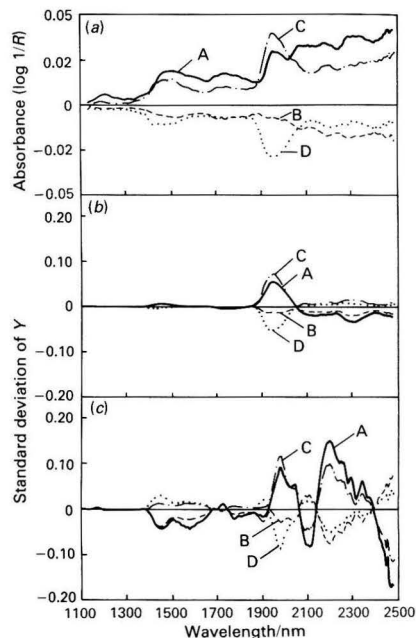 Absorbance (log 1/R)
0.05
0.02
0
−0.02
−0.05
(a)
A
C
B
D
Standard deviation of Y
0.20
0.10
0
−0.10
−0.20
(b)
C
A
B
D
0.20
0.10
0
−0.10
−0.20
(c)
C
A
B
D
1100 1300 1500 1700 1900 2100 2300 2500
Wavelength/nm